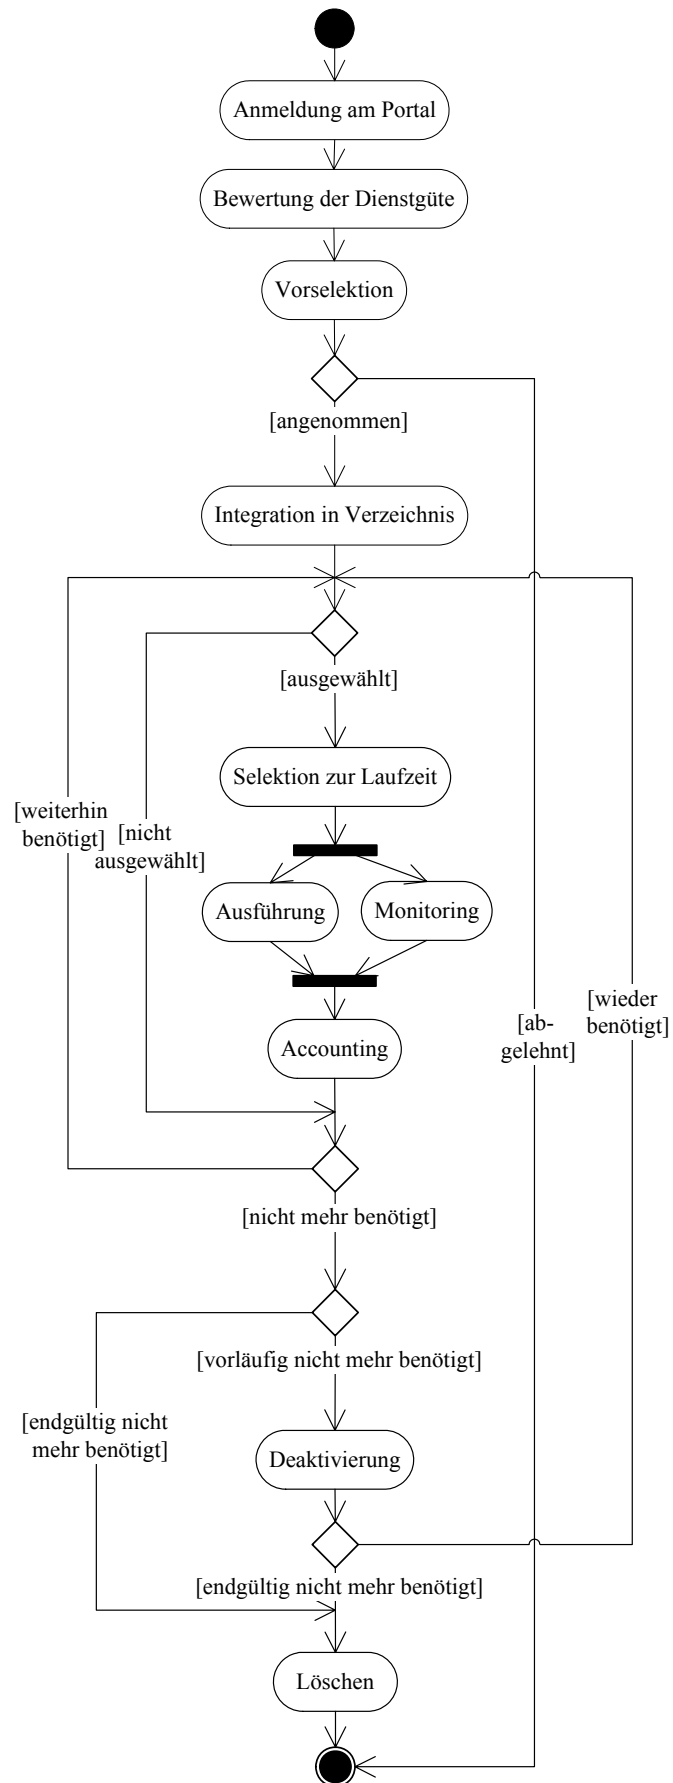 Anmeldung am Portal
Bewertung der Dienstgüte
Vorselektion
[angenommen]
Integration in Verzeichnis
[ausgewählt]
Selektion zur Laufzeit
[weiterhin
benötigt]
[nicht
ausgewählt]
Ausführung
Monitoring
[wieder
benötigt]
[ab-
gelehnt]
Accounting
[nicht mehr benötigt]
[vorläufig nicht mehr benötigt]
[endgültig nicht
mehr benötigt]
Deaktivierung
[endgültig nicht mehr benötigt]
Löschen